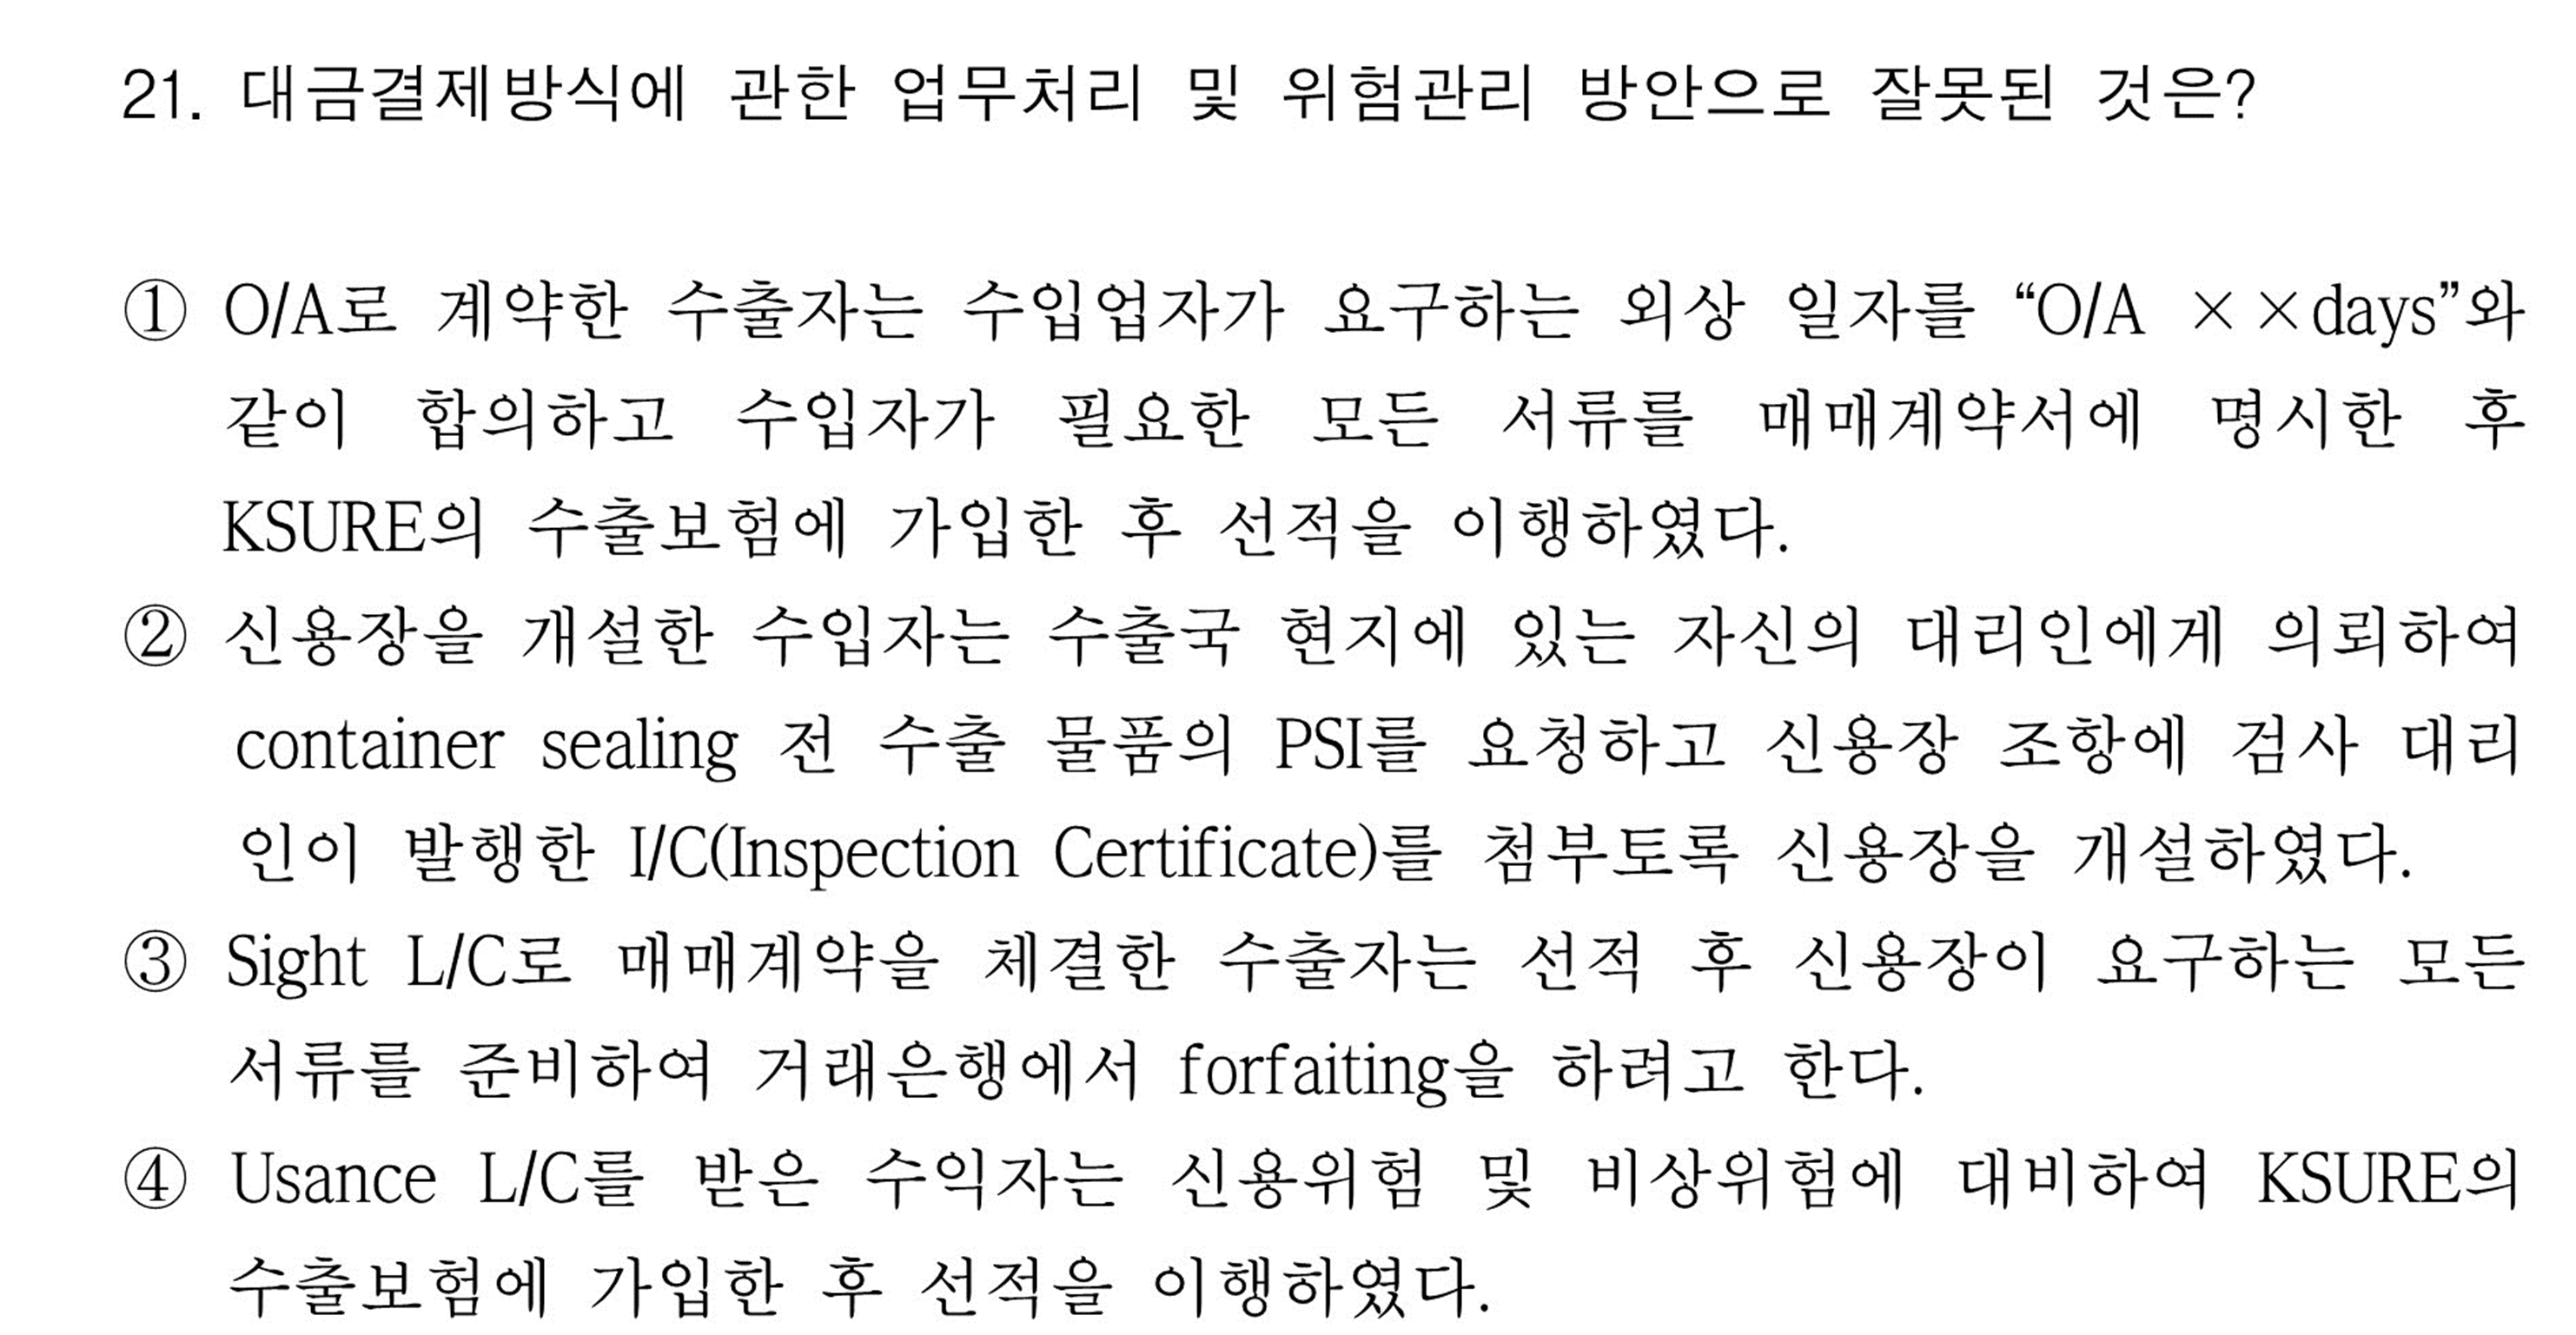 21. 대금결제방식에 관한 업무처리 및 위험관리 방안으로 잘못된 것은?
① O/A로 계약한 수출자는 수입업자가 요구하는 외상 일자를 “O/A ××days”와
같이 합의하고 수입자가 필요한 모든 서류를 매매계약서에 명시한 후
KSURE의 수출보험에 가입한 후 선적을 이행하였다.
② 신용장을 개설한 수입자는 수출국 현지에 있는 자신의 대리인에게 의뢰하여
container sealing 전 수출 물품의 PSI를 요청하고 신용장 조항에 검사 대리
인이 발행한 I/C(Inspection Certificate)를 첨부토록 신용장을 개설하였다.
③ Sight L/C로 매매계약을 체결한 수출자는 선적 후 신용장이 요구하는 모든
서류를 준비하여 거래은행에서 forfaiting을 하려고 한다.
④ Usance L/C를 받은 수익자는 신용위험 및 비상위험에 대비하여 KSURE의
수출보험에 가입한 후 선적을 이행하였다.